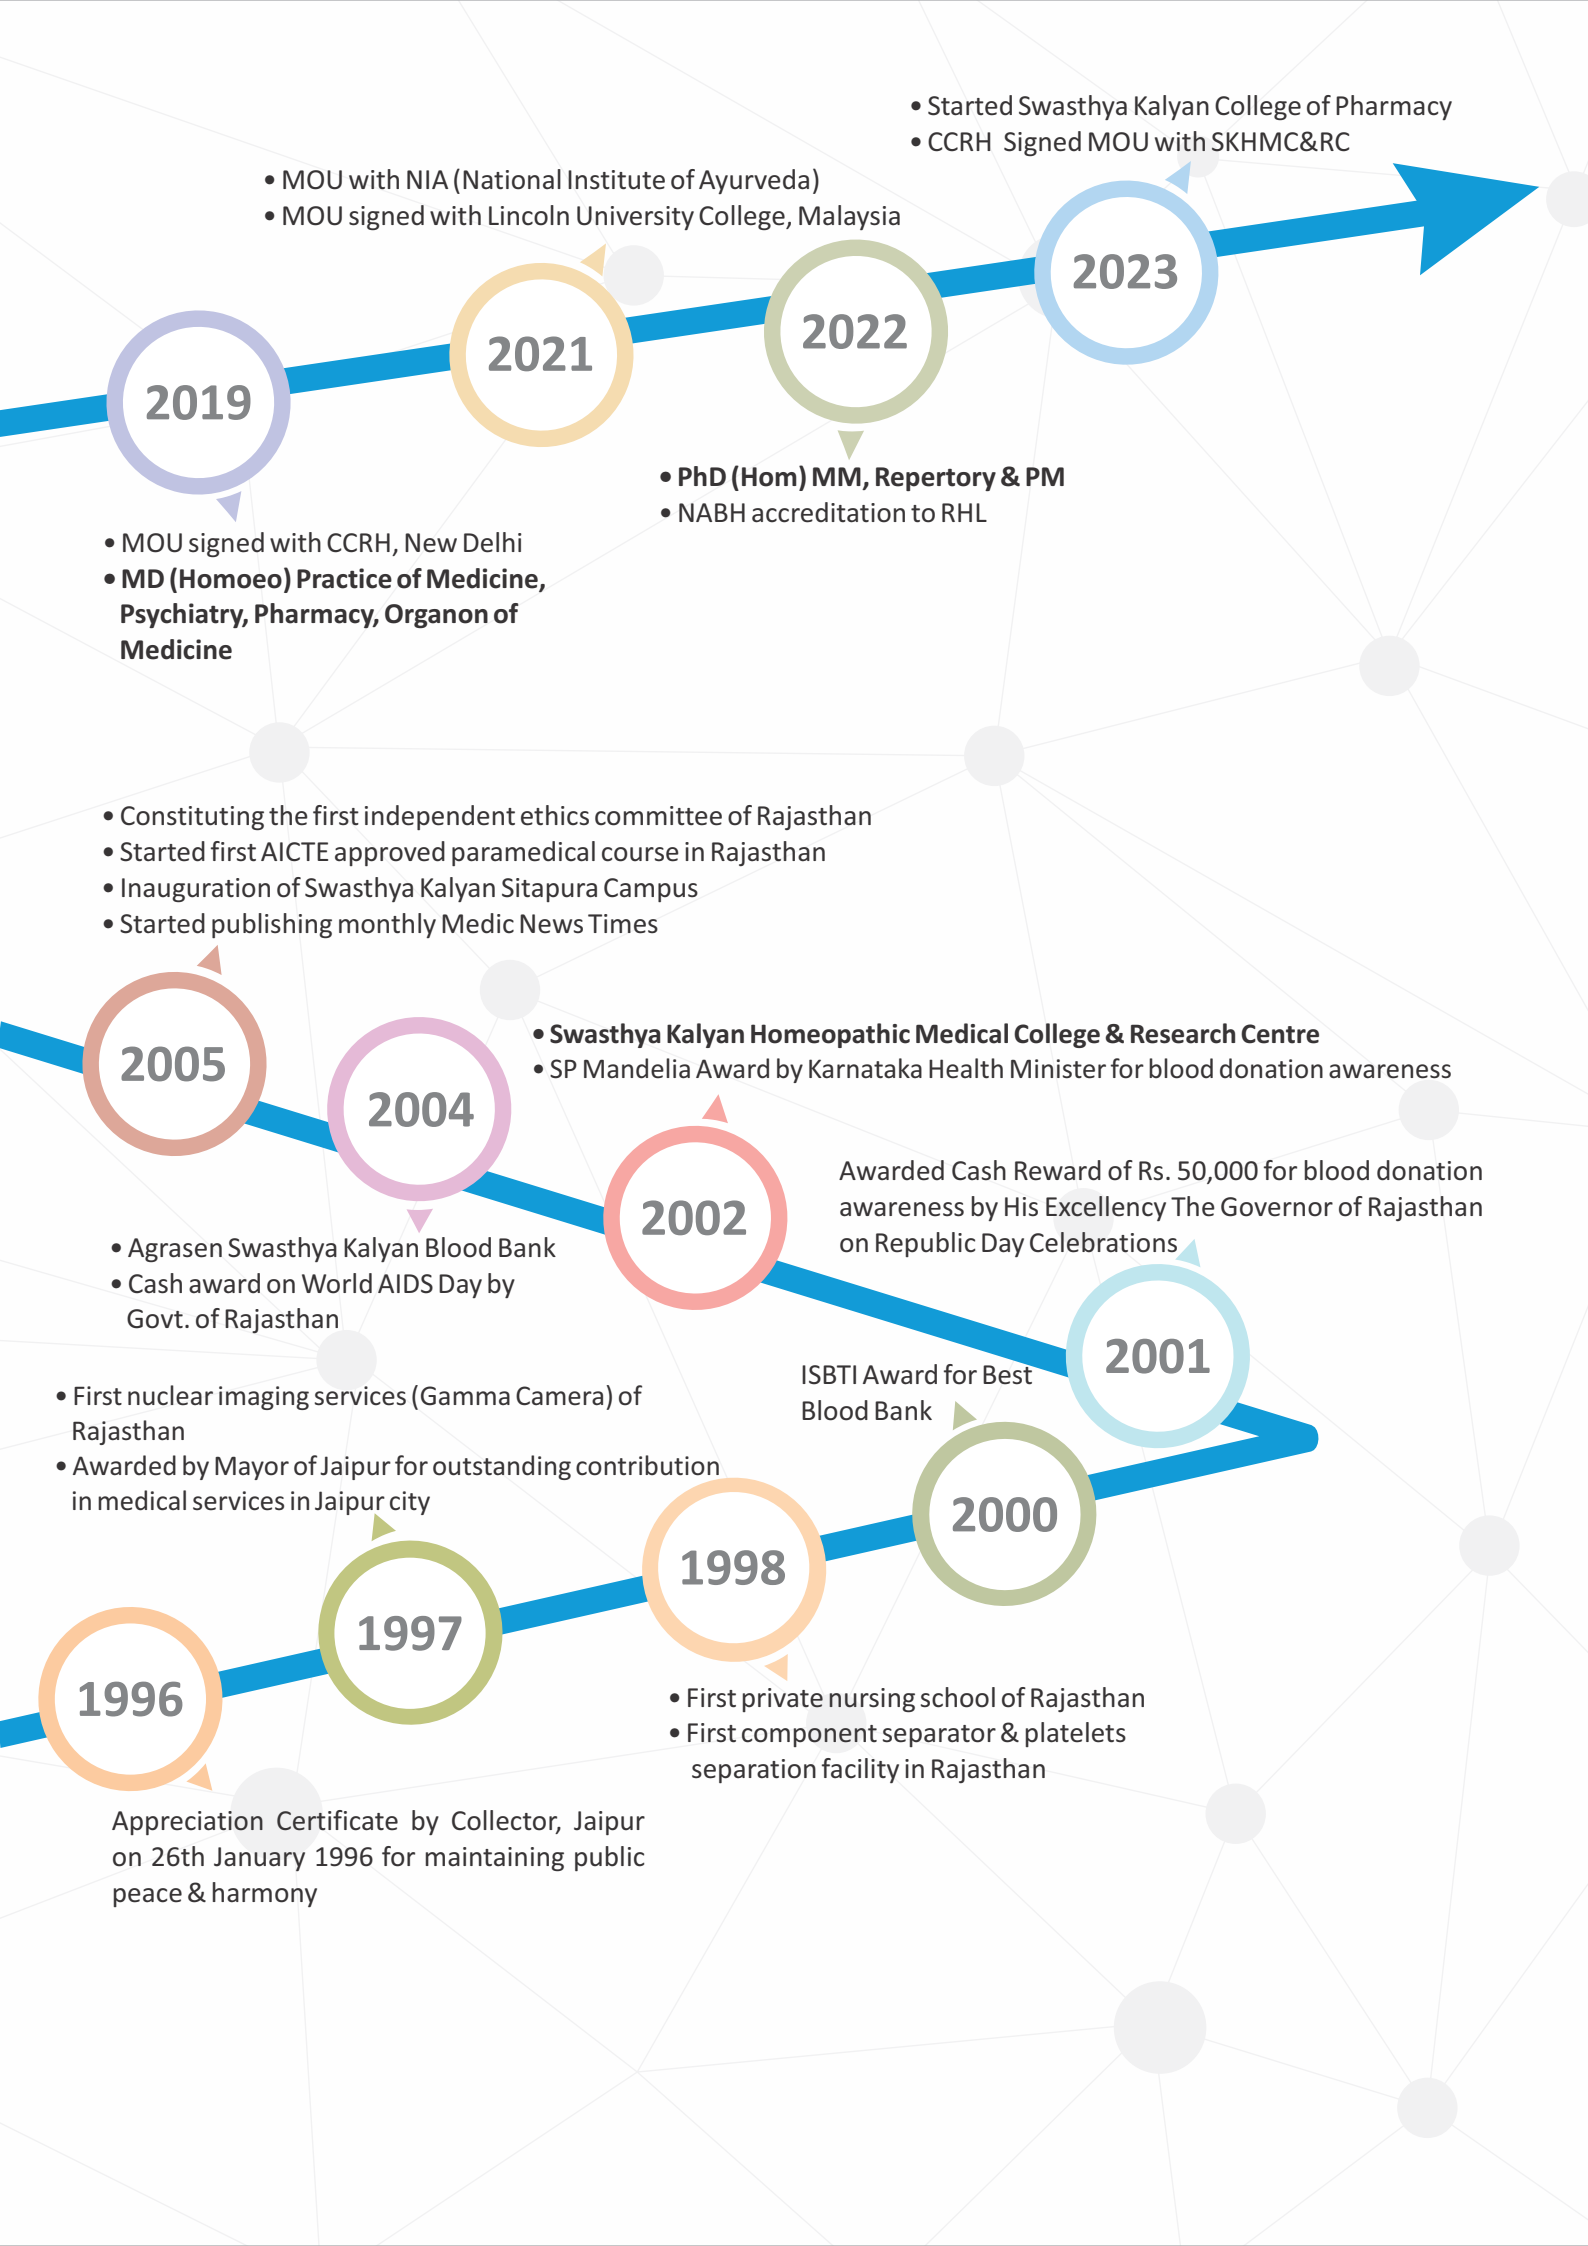 • Started Swasthya Kalyan College of Pharmacy
• CCRH Signed MOU with SKHMC&RC
2023
• MOU with NIA (National Institute of Ayurveda)
• MOU signed with Lincoln University College, Malaysia
2021
2022
• PhD (Hom) MM, Repertory & PM
• NABH accreditation to RHL
2019
• MOU signed with CCRH, New Delhi
• MD (Homoeo) Practice of Medicine,
Psychiatry, Pharmacy, Organon of
Medicine
• Constituting the first independent ethics committee of Rajasthan
• Started first AICTE approved paramedical course in Rajasthan
• Inauguration of Swasthya Kalyan Sitapura Campus
• Started publishing monthly Medic News Times
2005
2004
• Agrasen Swasthya Kalyan Blood Bank
• Cash award on World AIDS Day by
Govt. of Rajasthan
• Swasthya Kalyan Homeopathic Medical College & Research Centre
• SP Mandelia Award by Karnataka Health Minister for blood donation awareness
2002
Awarded Cash Reward of Rs. 50,000 for blood donation
awareness by His Excellency The Governor of Rajasthan
on Republic Day Celebrations
2001
ISBTI Award for Best
Blood Bank
2000
• First nuclear imaging services (Gamma Camera) of
Rajasthan
• Awarded by Mayor of Jaipur for outstanding contribution
in medical services in Jaipur city
1997
1998
• First private nursing school of Rajasthan
• First component separator & platelets
separation facility in Rajasthan
1996
Appreciation Certificate by Collector, Jaipur
on 26th January 1996 for maintaining public
peace & harmony